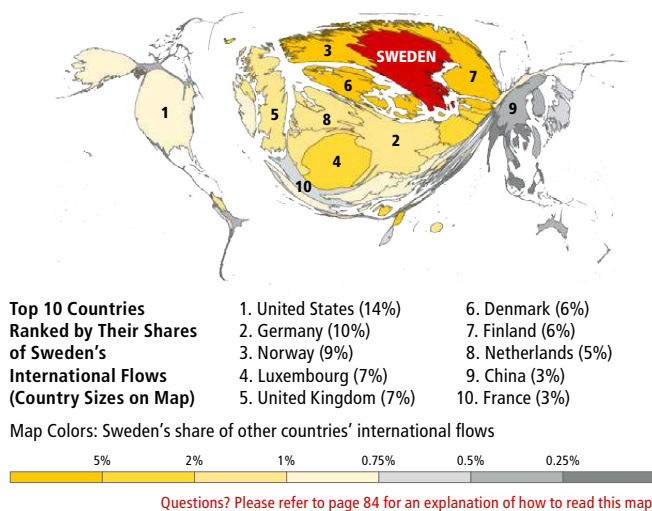 SWEDEN
3
7
6
9
1
5
8
2
4
10
Top 10 Countries
Ranked by Their Shares
of Sweden's
International Flows
(Country Sizes on Map)
1. United States (14%)
2. Germany (10%)
3. Norway (9%)
4. Luxembourg (7%)
5. United Kingdom (7%)
6. Denmark (6%)
7. Finland (6%)
8. Netherlands (5%)
9. China (3%)
10. France (3%)
Map Colors: Sweden's share of other countries' international flows
5% 2% 1% 0.75% 0.5% 0.25%
Questions? Please refer to page 84 for an explanation of how to read this map